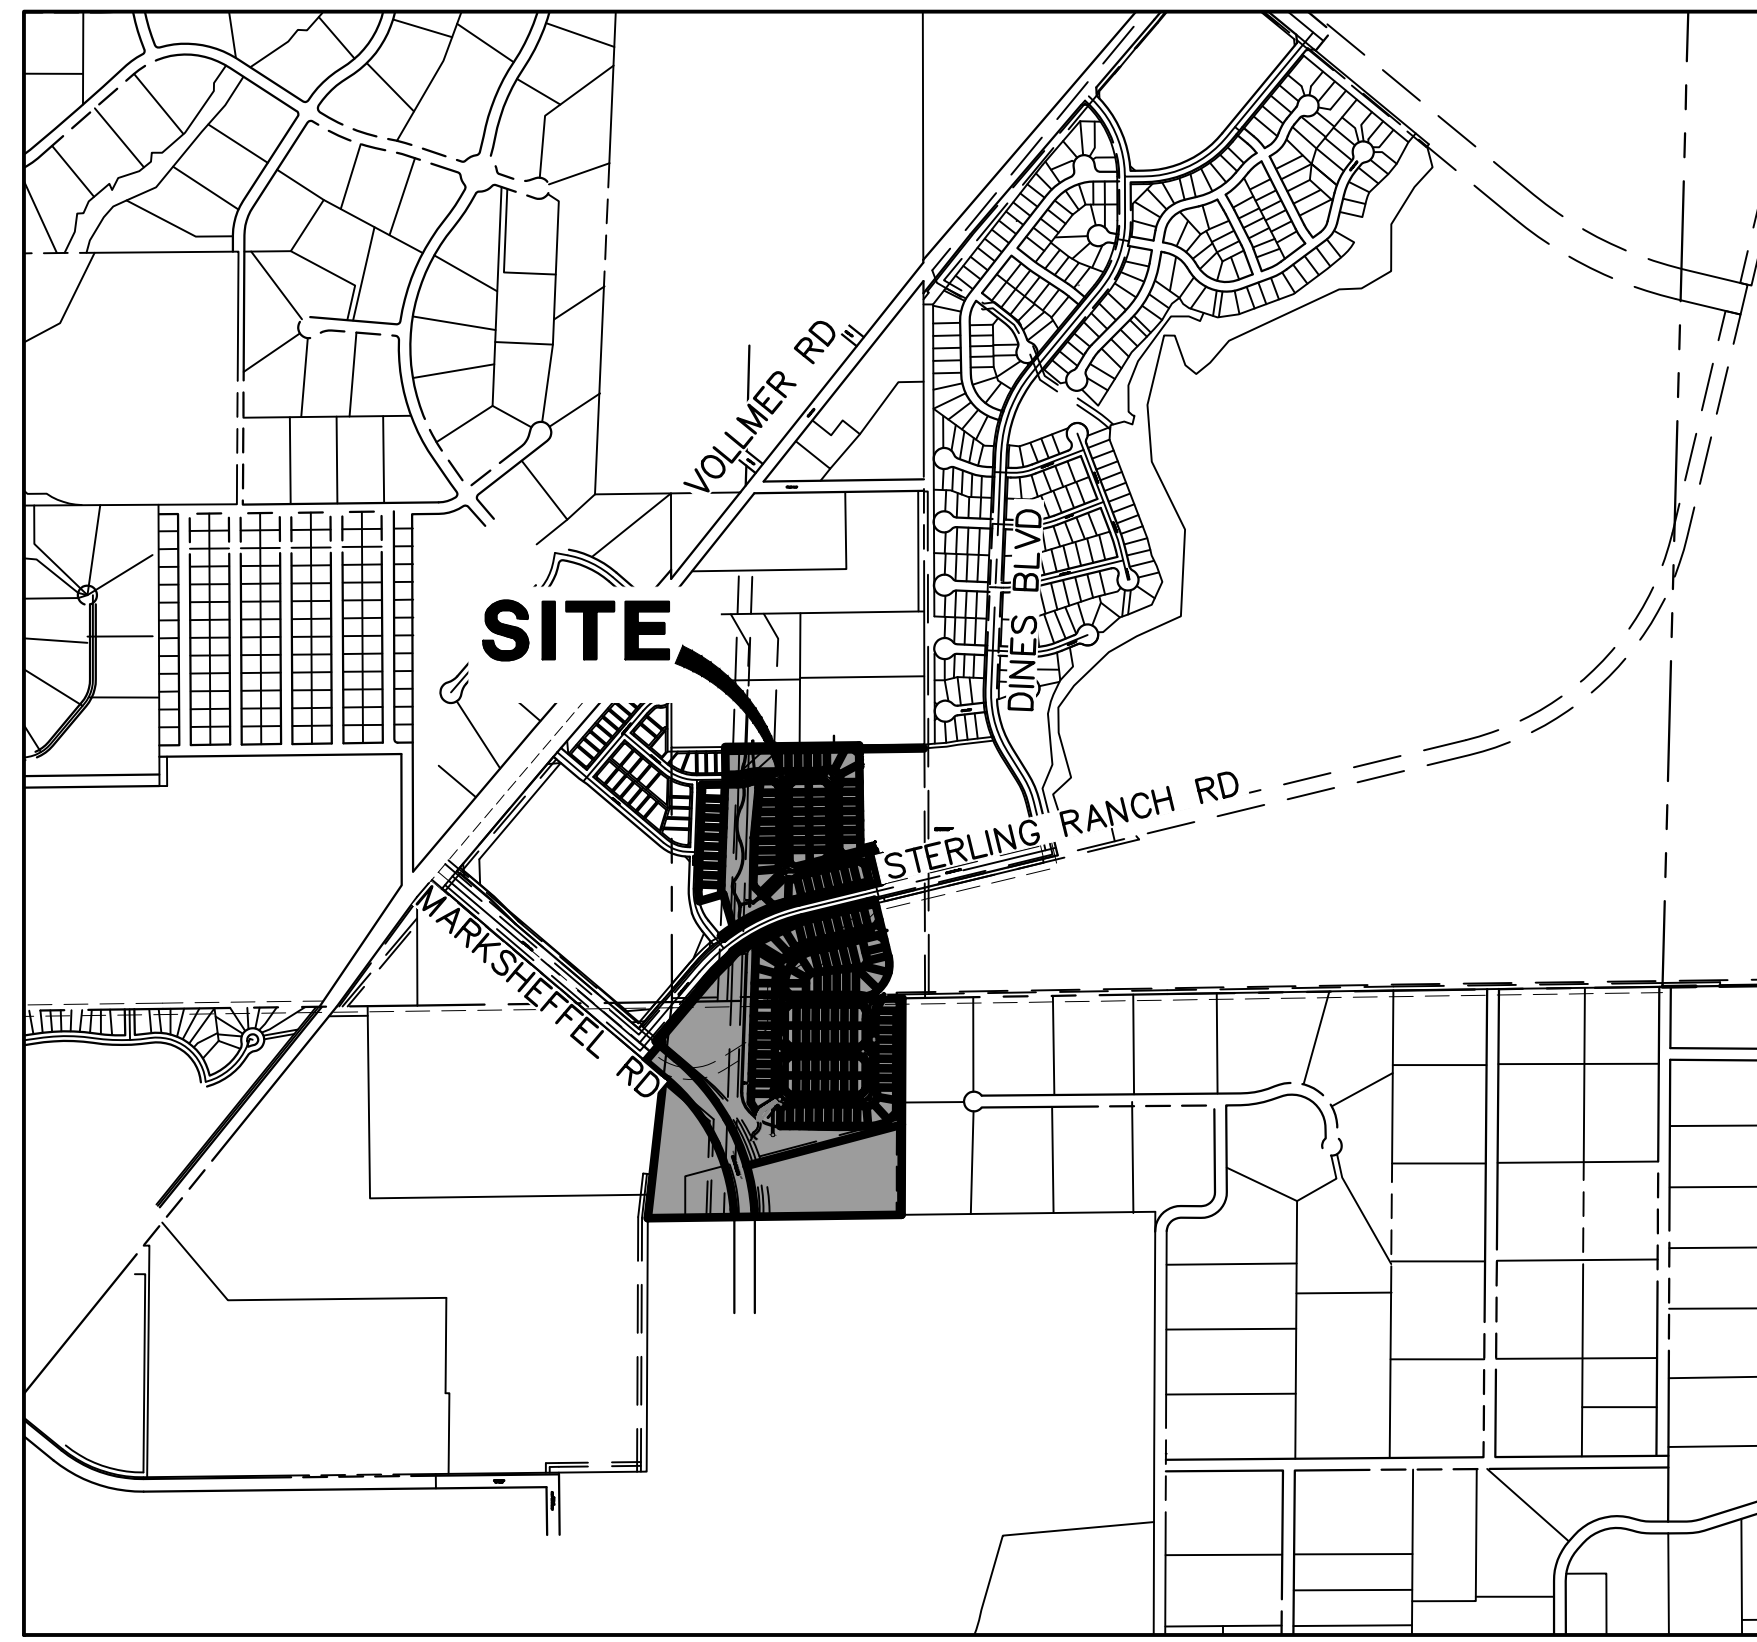 VOLLMER RD
SITE
DINES BLVD
STERLING RANCH RD
MARKSHEFFEL RD